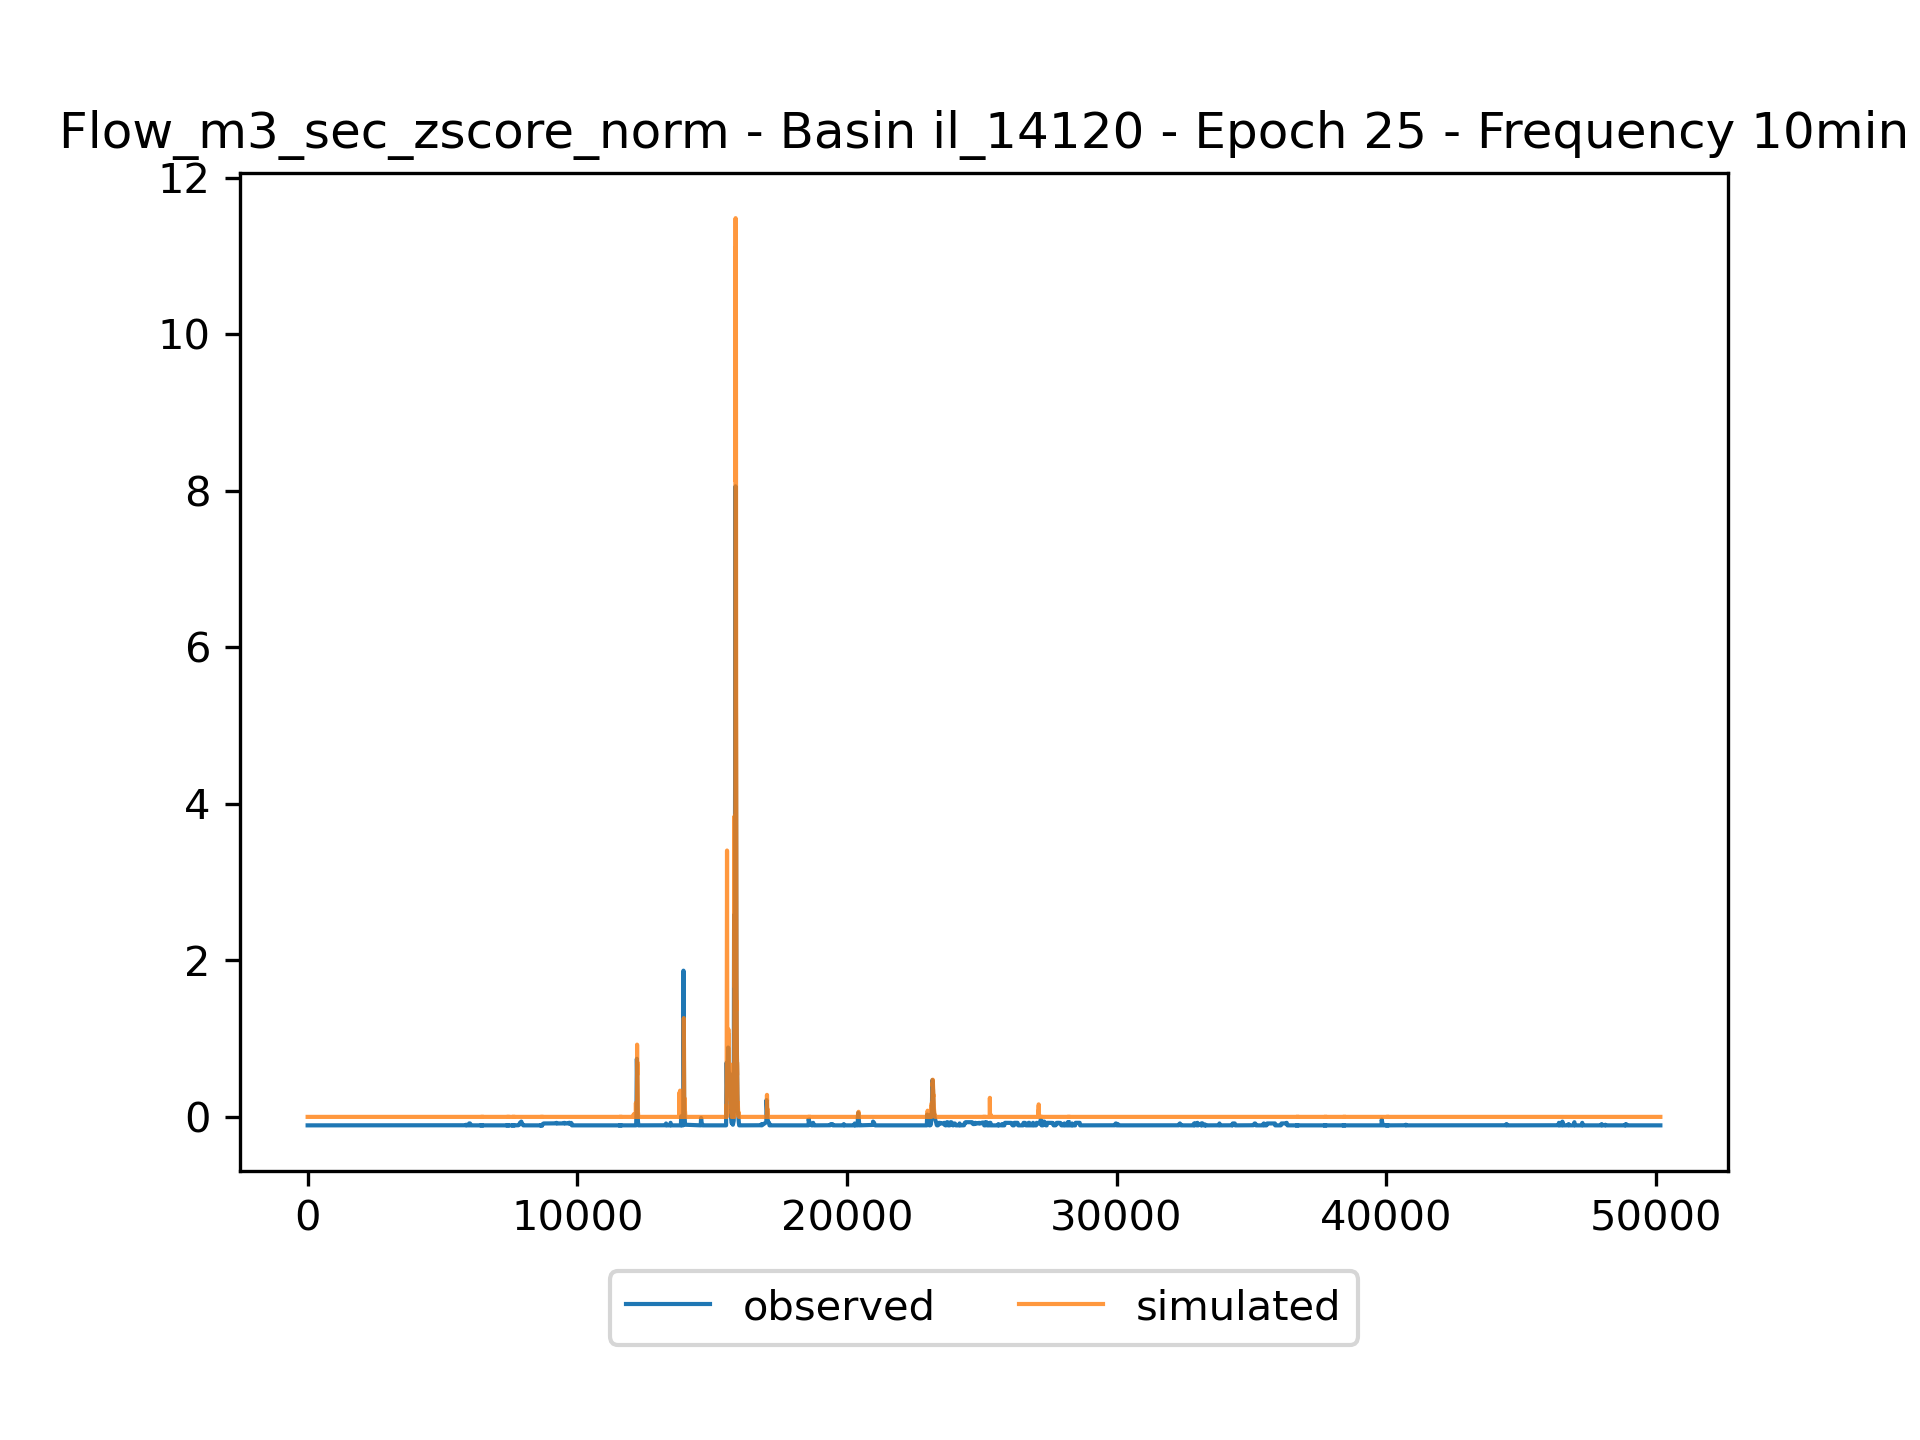 Flow_m3_sec_zscore_norm - Basin il_14120 - Epoch 25 - Frequency 10min
12
10
8
6
4
2
0
0 10000 20000 30000 40000 50000
observed simulated